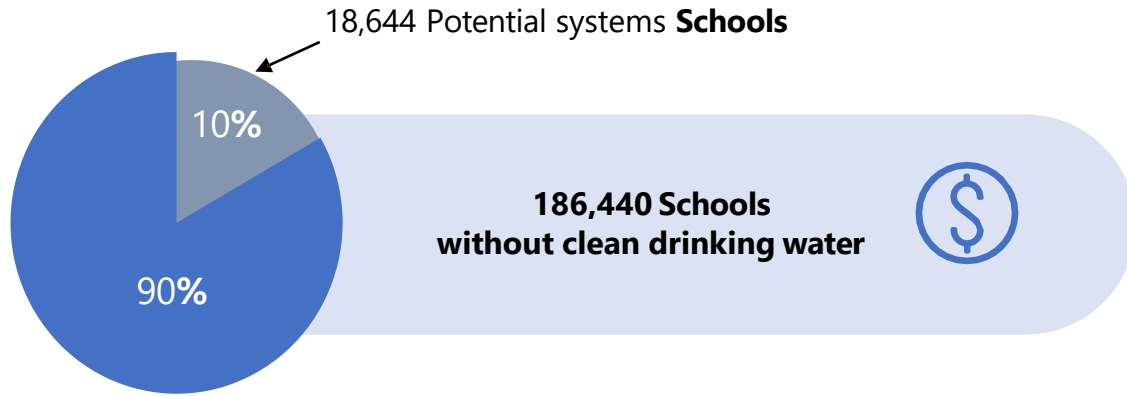 18,644 Potential systems Schools
10%
186,440 Schools
without clean drinking water
90%